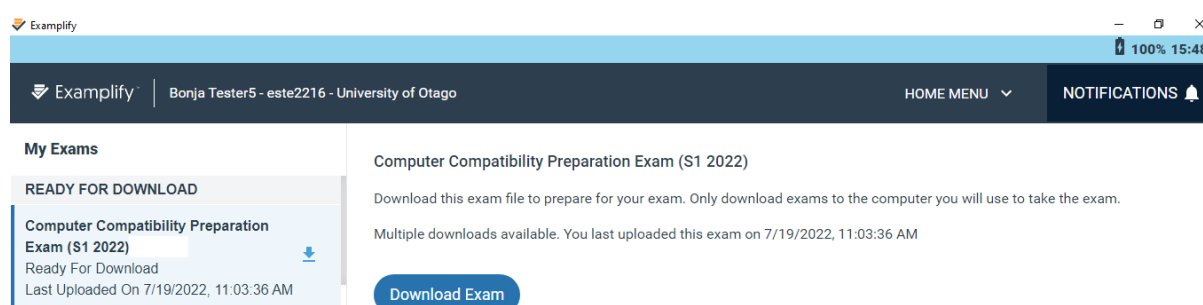 Examplify
100% 15:48
Examplify Bonja Tester5 - este2216 - University of Otago HOME MENU NOTIFICATIONS
My Exams
READY FOR DOWNLOAD
Computer Compatibility Preparation
Exam (S1 2022)
Ready For Download
Last Uploaded On 7/19/2022, 11:03:36 AM
Computer Compatibility Preparation Exam (S1 2022)
Download this exam file to prepare for your exam. Only download exams to the computer you will use to take the exam.
Multiple downloads available. You last uploaded this exam on 7/19/2022, 11:03:36 AM
Download Exam